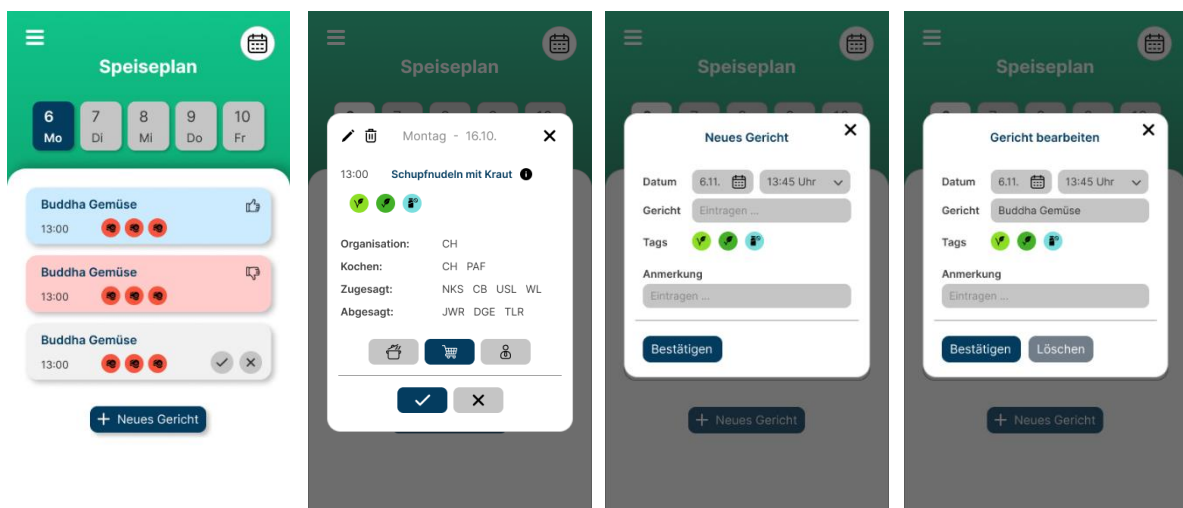 Speiseplan
6 7 8 9 10
Mo Di Mi Do Fr
Buddha Gemüse
13:00
Buddha Gemüse
13:00
Buddha Gemüse
13:00
+ Neues Gericht
Speiseplan
Montag - 16.10.
13:00 Schupfnudeln mit Kraut
Organisation: CH
Kochen: CH PAF
Zugesagt: NKS CB USL WL
Abgesagt: JWR DGE TLR
Speiseplan
Neues Gericht
Datum 6.11. 13:45 Uhr
Gericht Eintragen ...
Tags
Anmerkung
Eintragen ...
Bestätigen
+ Neues Gericht
Speiseplan
Gericht bearbeiten
Datum 6.11. 13:45 Uhr
Gericht Buddha Gemüse
Tags
Anmerkung
Eintragen ...
Bestätigen Löschen
+ Neues Gericht